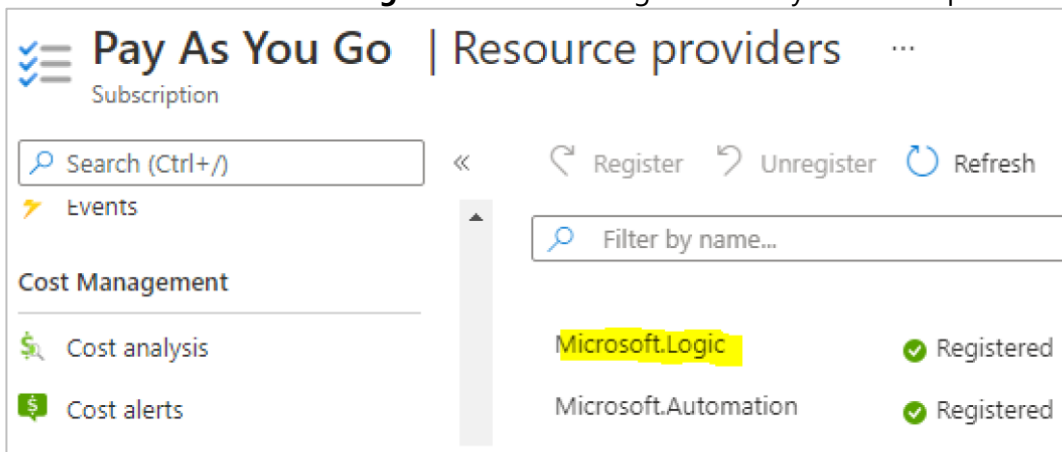 Pay As You Go | Resource providers ...
Subscription
Search (Ctrl+/)
«
Register Unregister Refresh
Events
Filter by name...
Cost Management
Cost analysis
Microsoft.Logic Registered
Cost alerts
Microsoft.Automation Registered